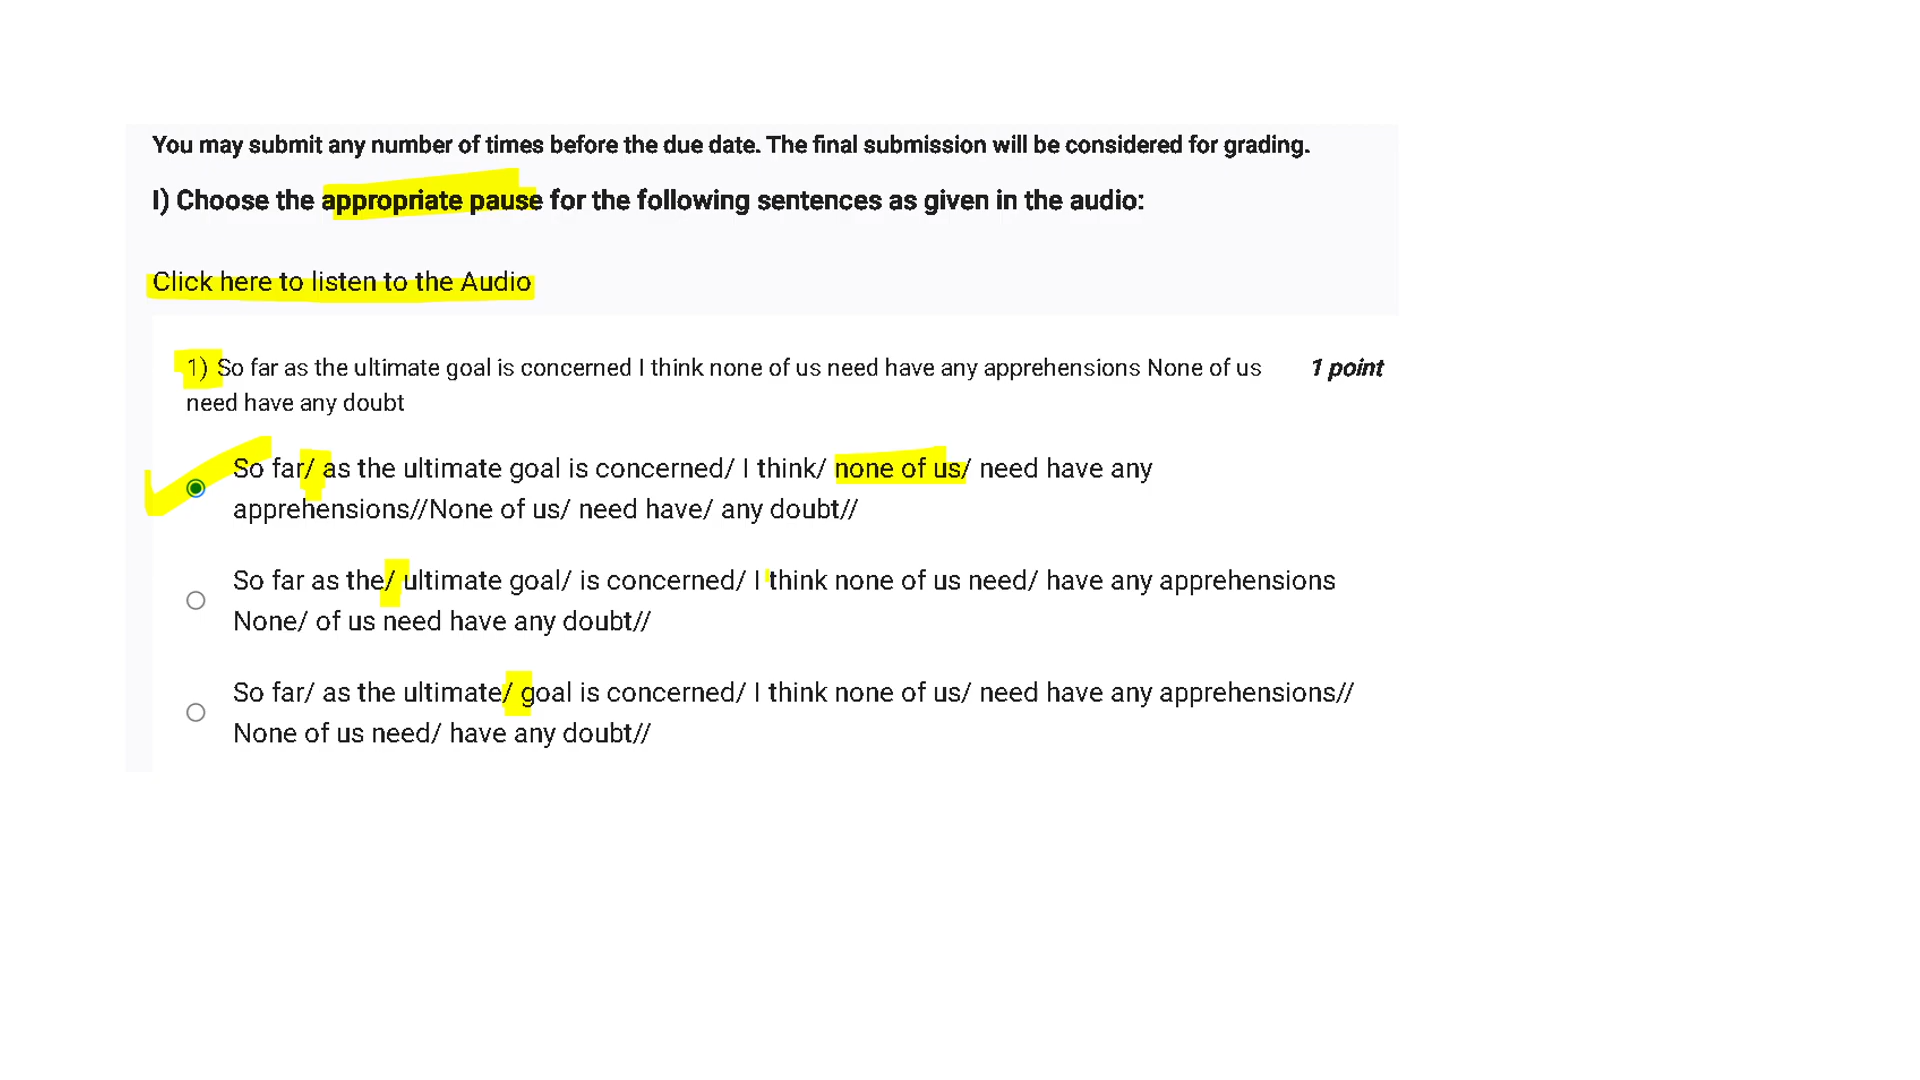 You may submit any number of times before the due date. The final submission will be considered for grading.
I) Choose the appropriate pause for the following sentences as given in the audio:
Click here to listen to the Audio
1) So far as the ultimate goal is concerned I think none of us need have any apprehensions None of us 1 point
need have any doubt
So far/ as the ultimate goal is concerned/ I think/ none of us/ need have any
apprehensions//None of us/ need have/ any doubt//
So far as the/ ultimate goal/ is concerned/ I think none of us need/ have any apprehensions
None/ of us need have any doubt//
So far/ as the ultimate/ goal is concerned/ I think none of us/ need have any apprehensions//
None of us need/ have any doubt//